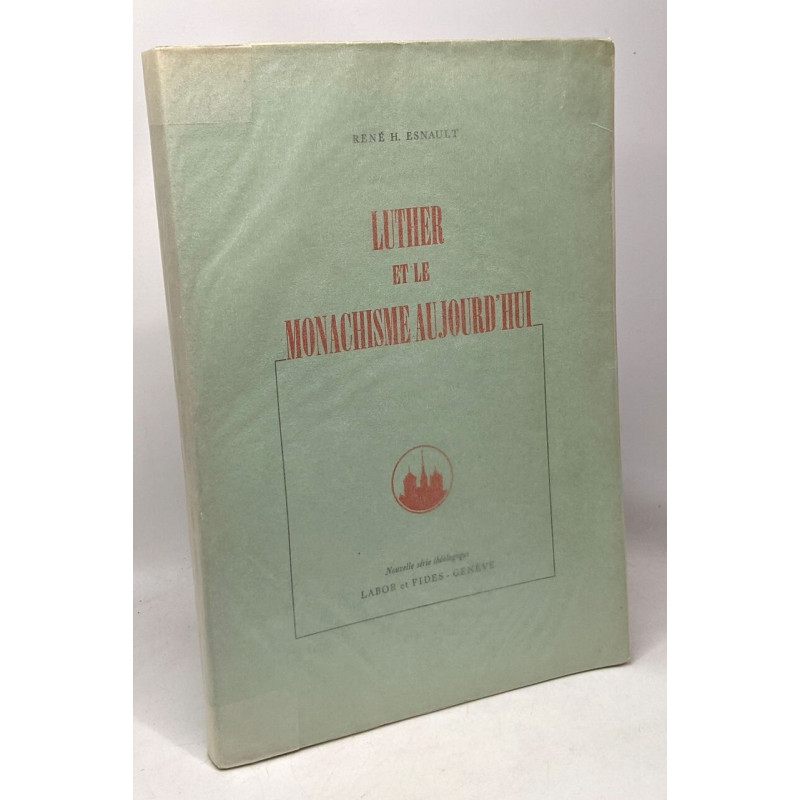 RENÉ H. ESNAULT
LUTHER
ET LE
MONACHISME AUJOURD'HUI
Nouvelle série théologique
LABOR et FIDES - GENÈVE